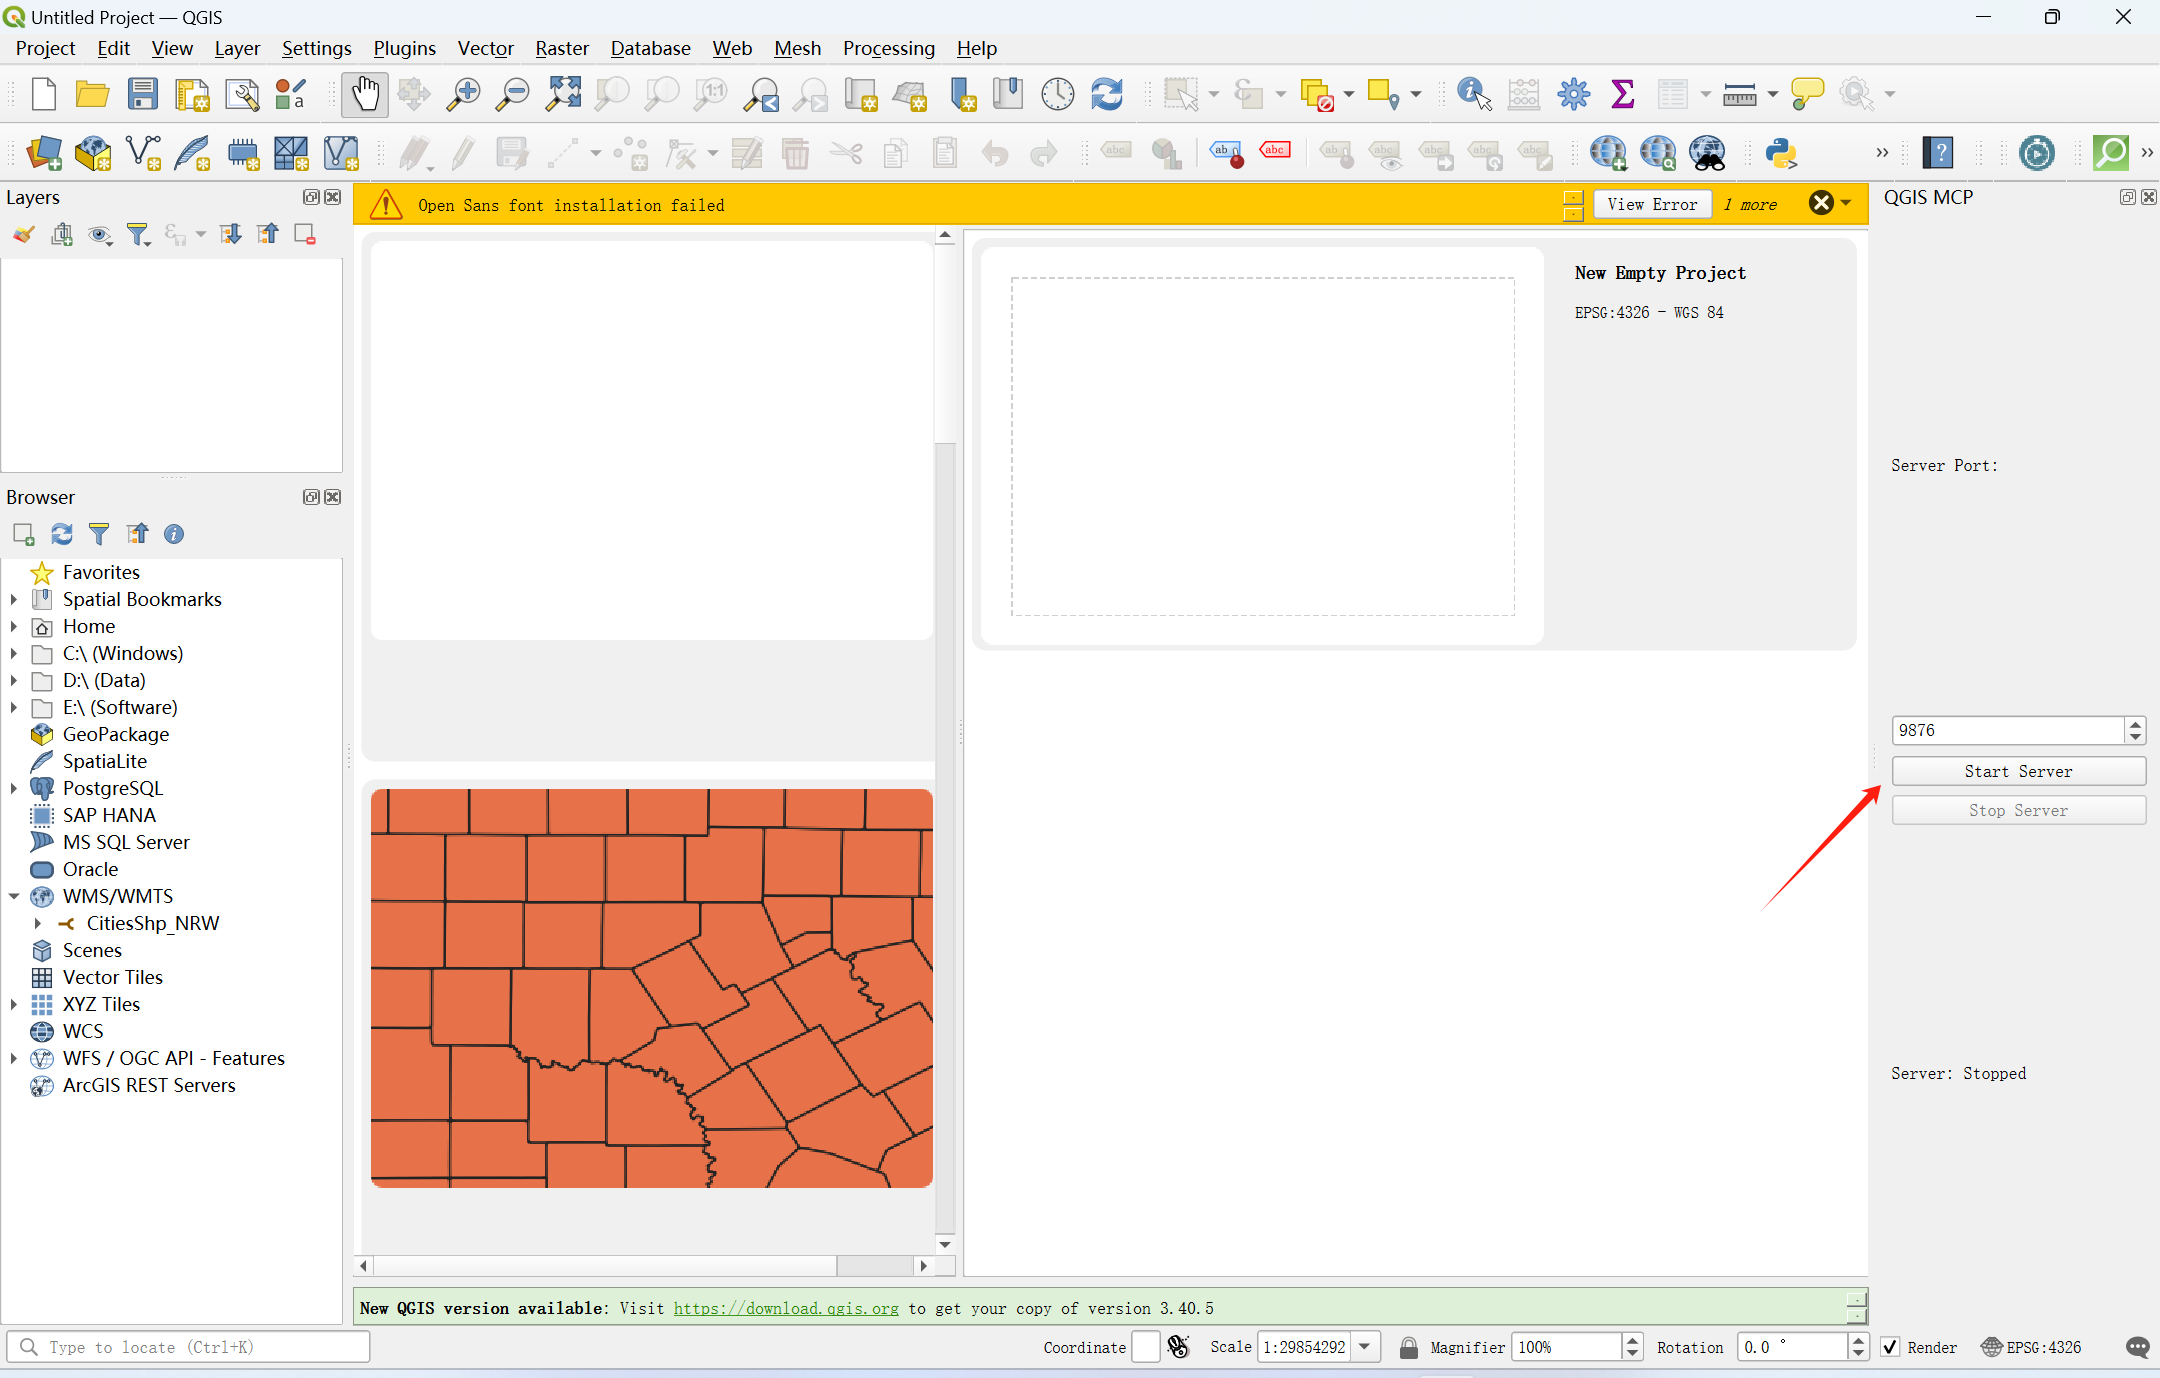 Untitled Project — QGIS
Project Edit View Layer Settings Plugins Vector Raster Database Web Mesh Processing Help
Layers
Open Sans font installation failed
View Error
1 more
QGIS MCP
New Empty Project
EPSG:4326 - WGS 84
Server Port:
9876
Start Server
Stop Server
Server: Stopped
Browser
Favorites
Spatial Bookmarks
Home
C:\ (Windows)
D:\ (Data)
E:\ (Software)
GeoPackage
SpatiaLite
PostgreSQL
SAP HANA
MS SQL Server
Oracle
WMS/WMTS
CitiesShp_NRW
Scenes
Vector Tiles
XYZ Tiles
WCS
WFS / OGC API - Features
ArcGIS REST Servers
New QGIS version available: Visit https://download.qgis.org to get your copy of version 3.40.5
Type to locate (Ctrl+K)
Coordinate
Scale 1:29854292
Magnifier 100%
Rotation 0.0 °
Render
EPSG:4326